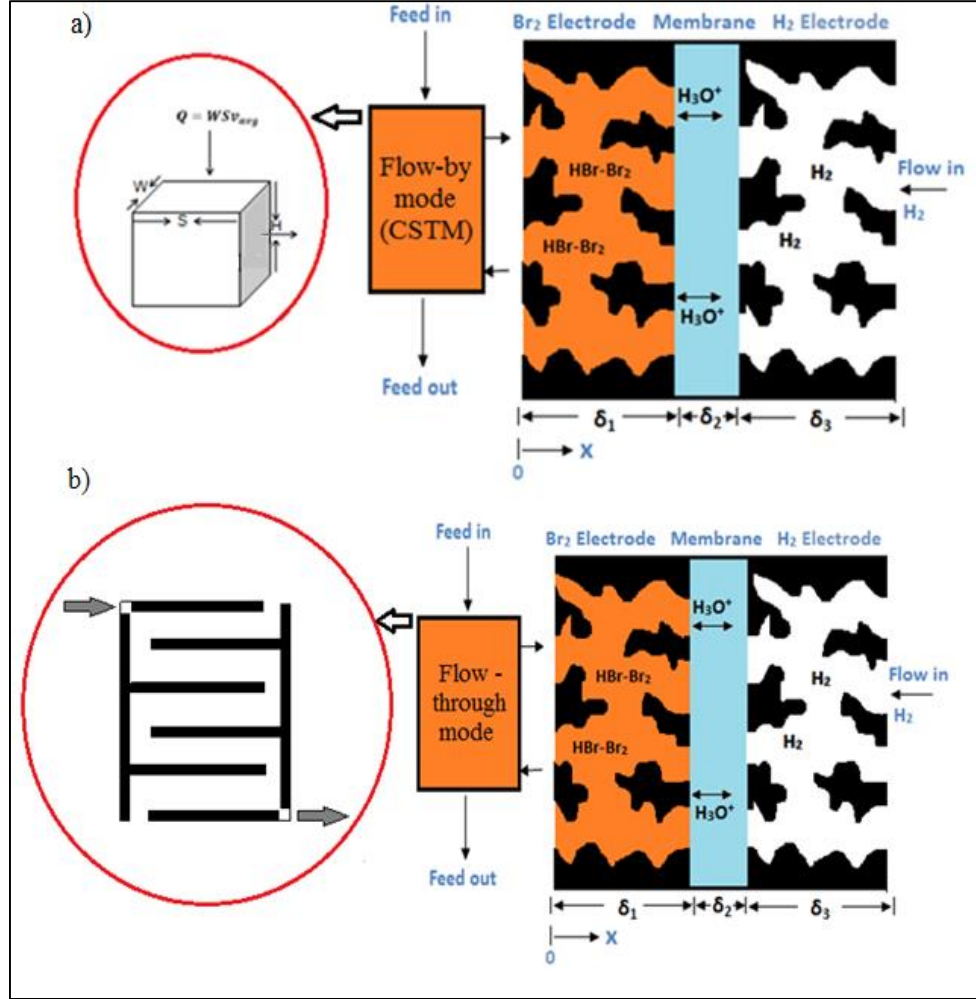 a)
Feed in
Br₂ Electrode Membrane H₂ Electrode
Q = WSv_avg
W
S
H
Flow-by
mode
(CSTM)
Feed out
H₃O⁺
HBr-Br₂
HBr-Br₂
H₃O⁺
H₂
H₂
Flow in
H₂
δ₁ δ₂ δ₃
0 X
b)
Feed in
Br₂ Electrode Membrane H₂ Electrode
Flow -
through
mode
Feed out
H₃O⁺
HBr-Br₂
HBr-Br₂
H₃O⁺
H₂
H₂
Flow in
H₂
δ₁ δ₂ δ₃
0 X